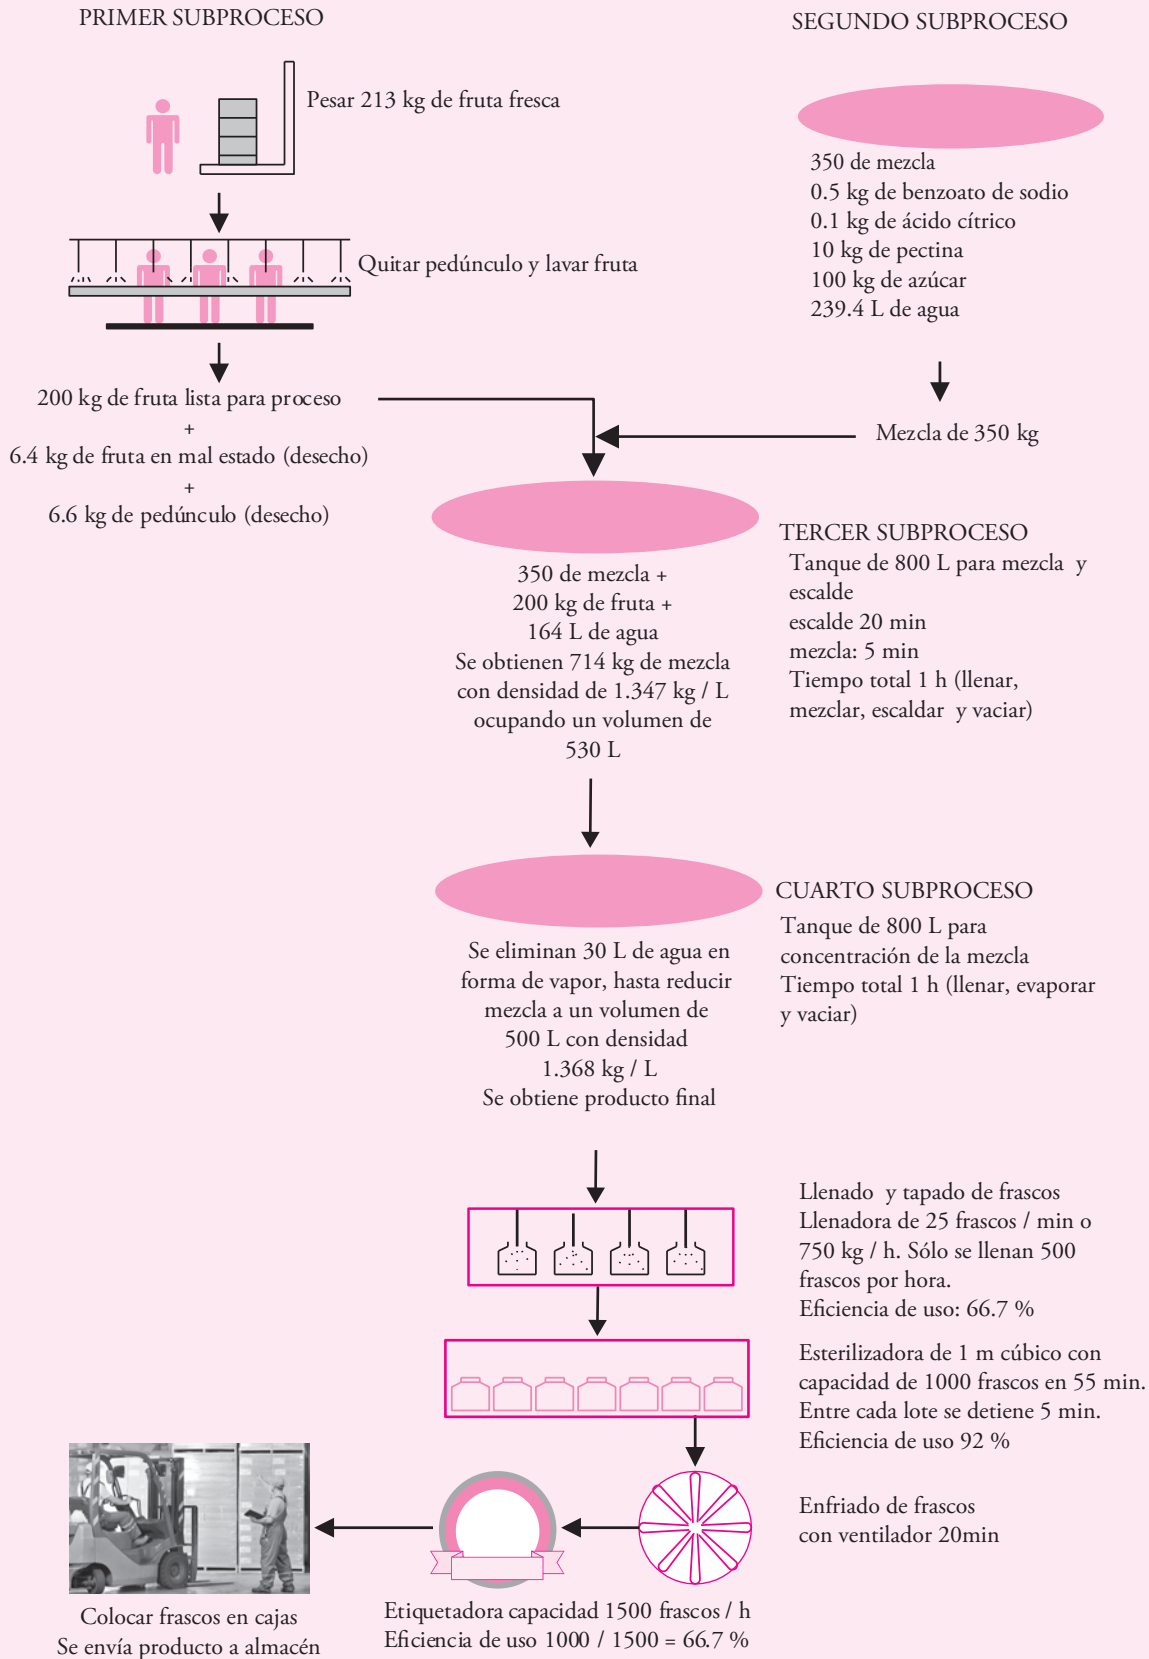 PRIMER SUBPROCESO
Pesar 213 kg de fruta fresca
Quitar pedúnculo y lavar fruta
200 kg de fruta lista para proceso
+
6.4 kg de fruta en mal estado (desecho)
+
6.6 kg de pedúnculo (desecho)
SEGUNDO SUBPROCESO
350 de mezcla
0.5 kg de benzoato de sodio
0.1 kg de ácido cítrico
10 kg de pectina
100 kg de azúcar
239.4 L de agua
Mezcla de 350 kg
TERCER SUBPROCESO
Tanque de 800 L para mezcla y
escalde
escalde 20 min
mezcla: 5 min
Tiempo total 1 h (llenar,
mezclar, escaldar y vaciar)
350 de mezcla +
200 kg de fruta +
164 L de agua
Se obtienen 714 kg de mezcla
con densidad de 1.347 kg / L
ocupando un volumen de
530 L
CUARTO SUBPROCESO
Tanque de 800 L para
concentración de la mezcla
Tiempo total 1 h (llenar, evaporar
y vaciar)
Se eliminan 30 L de agua en
forma de vapor, hasta reducir
mezcla a un volumen de
500 L con densidad
1.368 kg / L
Se obtiene producto final
Llenado y tapado de frascos
Llenadora de 25 frascos / min o
750 kg / h. Sólo se llenan 500
frascos por hora.
Eficiencia de uso: 66.7 %
Esterilizadora de 1 m cúbico con
capacidad de 1000 frascos en 55 min.
Entre cada lote se detiene 5 min.
Eficiencia de uso 92 %
Enfriado de frascos
con ventilador 20min
Etiquetadora capacidad 1500 frascos / h
Eficiencia de uso 1000 / 1500 = 66.7 %
Colocar frascos en cajas
Se envía producto a almacén